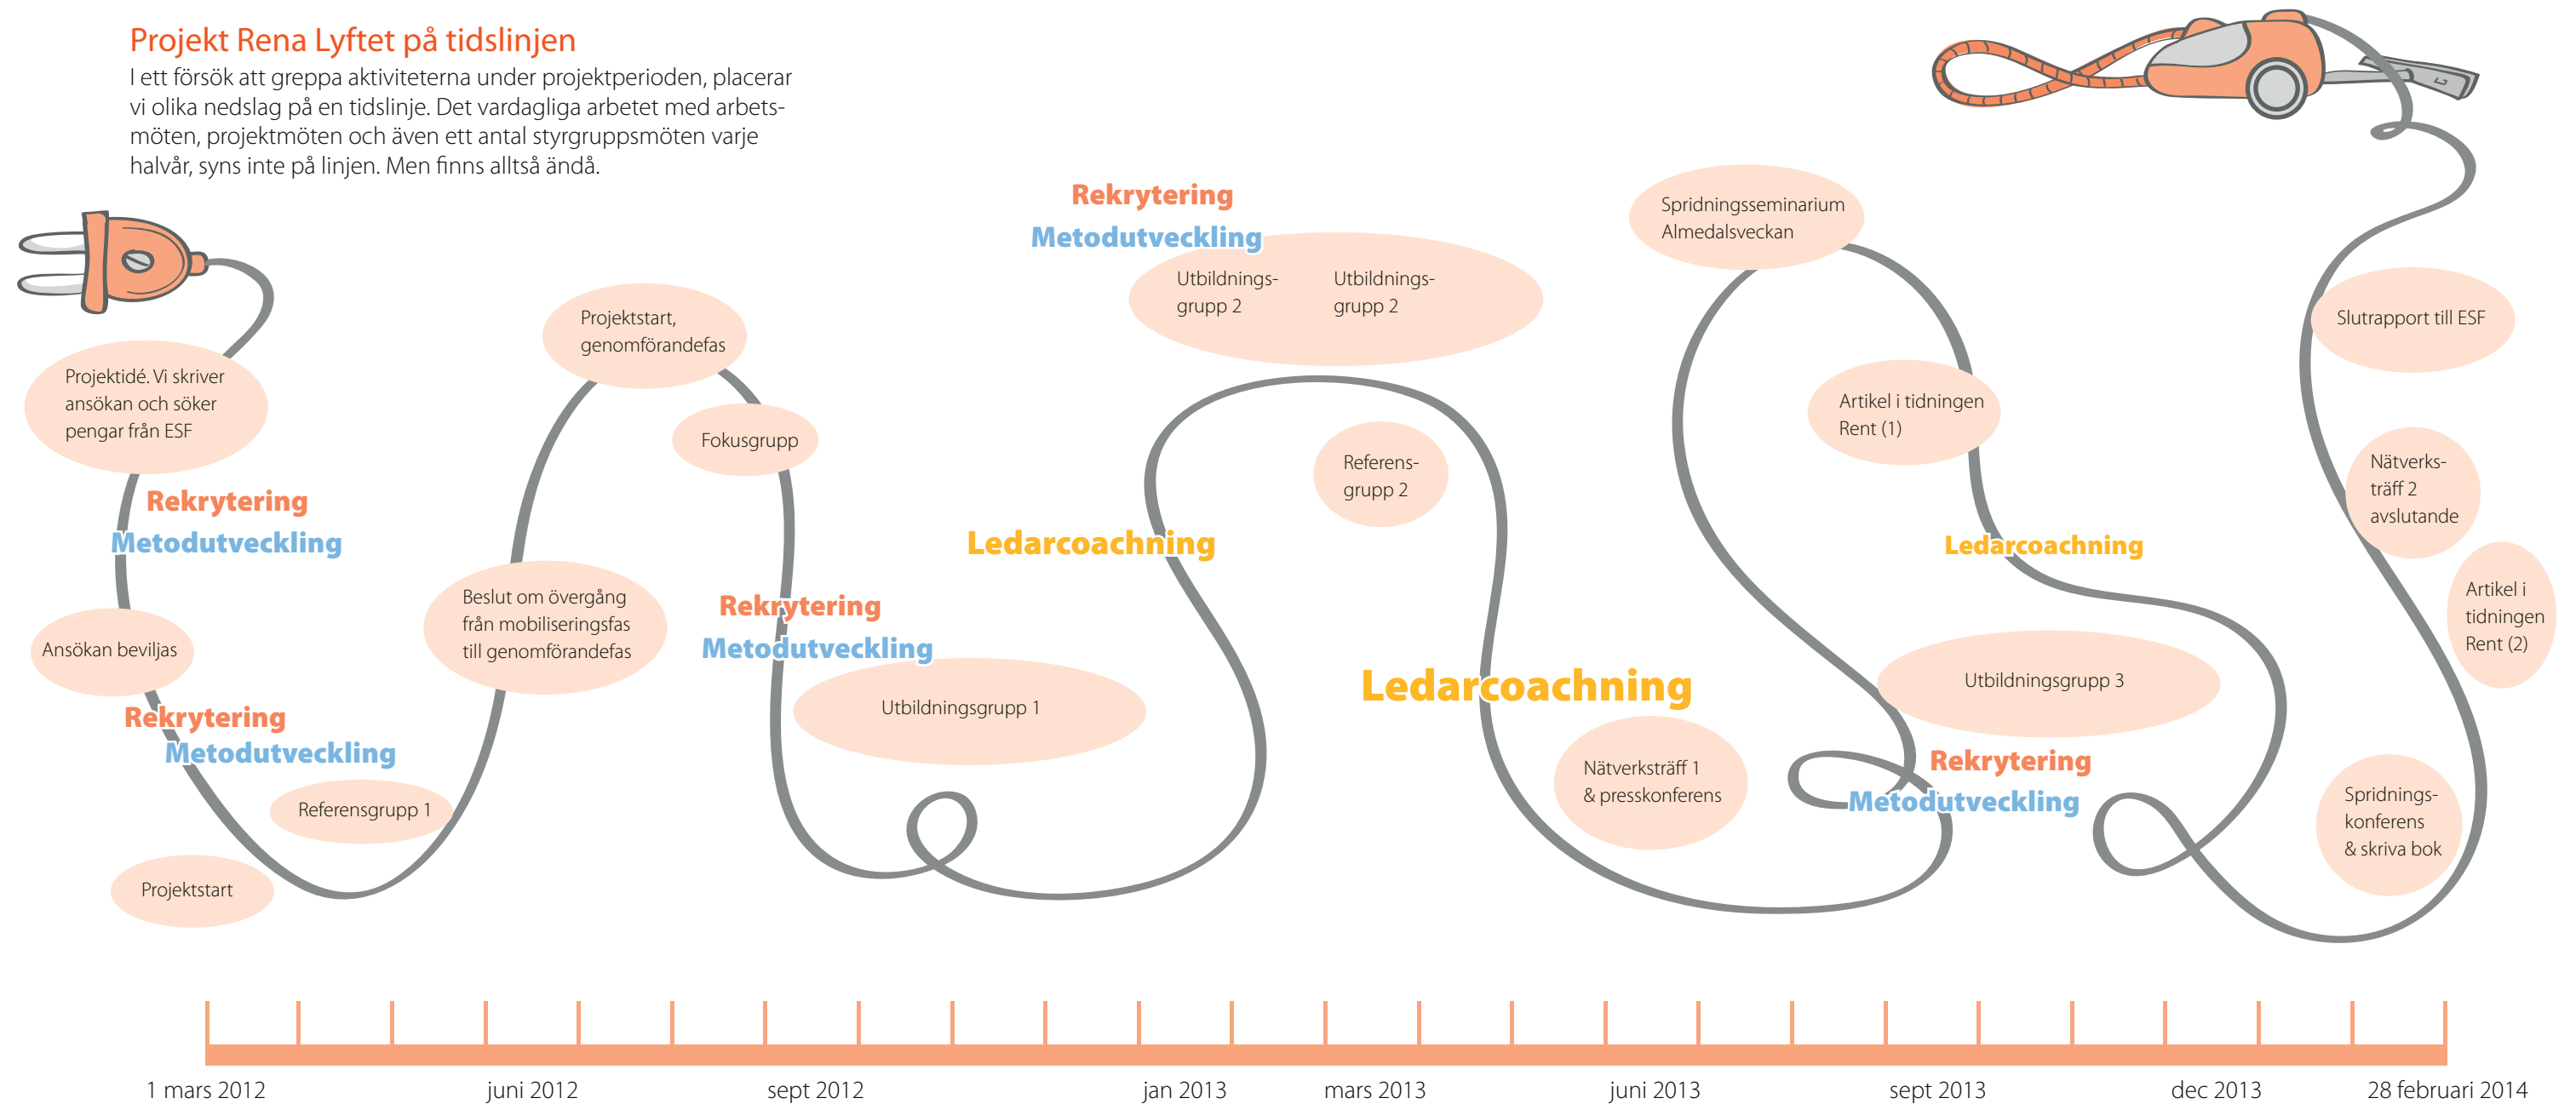 Projekt Rena Lyftet på tidslinjen
I ett försök att greppa aktiviteterna under projektperioden, placerar
vi olika nedslag på en tidslinje. Det vardagliga arbetet med arbets-
möten, projektmöten och även ett antal styrgruppsmöten varje
halvår, syns inte på linjen. Men finns alltså ändå.
Projektidé. Vi skriver
ansökan och söker
pengar från ESF
Rekrytering
Metodutveckling
Ansökan beviljas
Rekrytering
Metodutveckling
Referensgrupp 1
Projektstart
Beslut om övergång
från mobiliseringsfas
till genomförandefas
Projektstart,
genomförandefas
Fokusgrupp
Rekrytering
Metodutveckling
Utbildningsgrupp 1
Ledarcoachning
Rekrytering
Metodutveckling
Utbildnings-
grupp 2
Utbildnings-
grupp 2
Referens-
grupp 2
Ledarcoachning
Nätverksträff 1
& presskonferens
Spridningsseminarium
Almedalsveckan
Artikel i tidningen
Rent (1)
Ledarcoachning
Utbildningsgrupp 3
Rekrytering
Metodutveckling
Slutrapport till ESF
Nätverks-
träff 2
avslutande
Artikel i
tidningen
Rent (2)
Spridnings-
konferens
& skriva bok
1 mars 2012
juni 2012
sept 2012
jan 2013
mars 2013
juni 2013
sept 2013
dec 2013
28 februari 2014